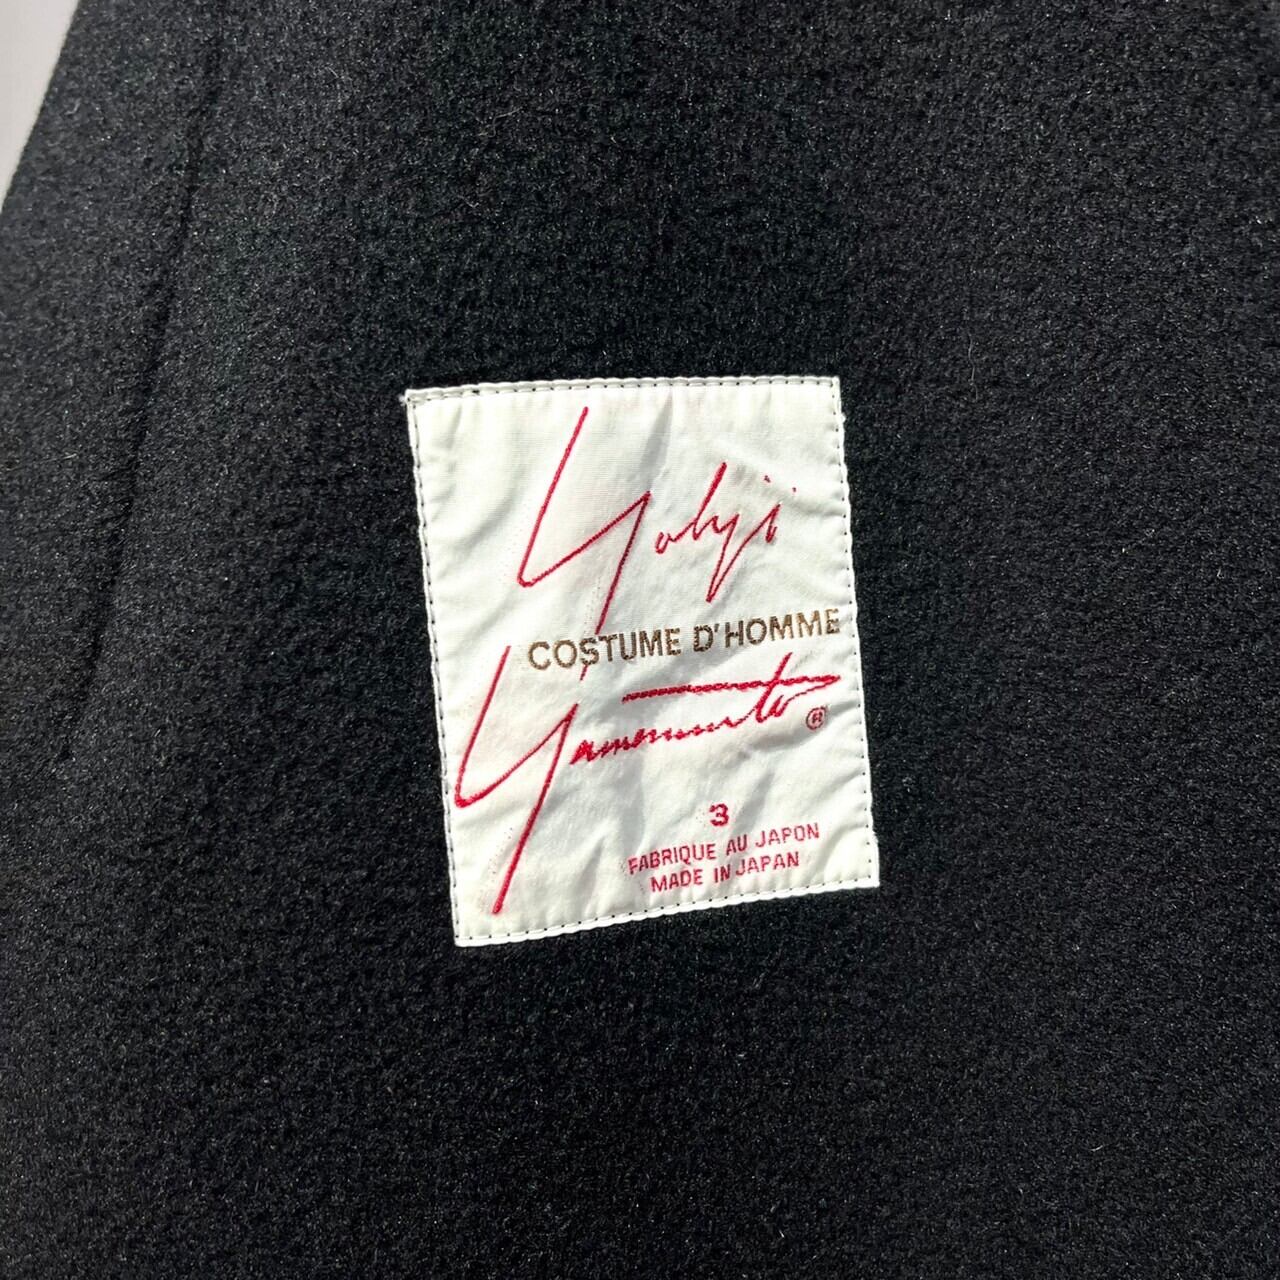 Yohji
COSTUME D'HOMME
Yamamoto ®
3
FABRIQUE AU JAPON
MADE IN JAPAN